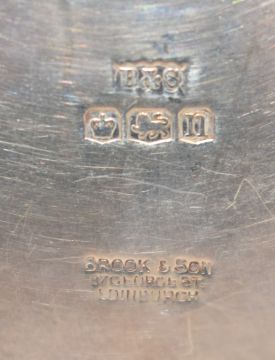 B&S
BROOK & SON
87 GEORGE ST.
EDINBURGH